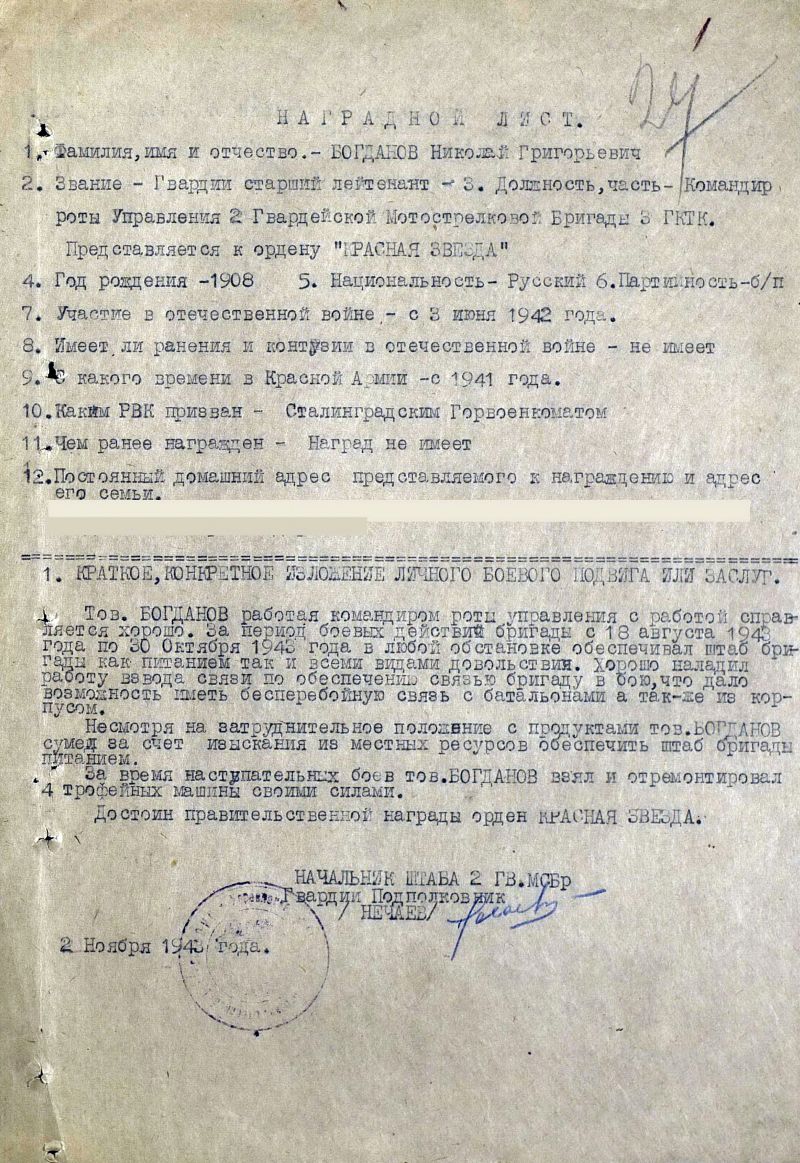 24
НАГРАДНОЙ ЛИСТ.
1. Фамилия,имя и отчество.- БОГДАНОВ Николай Григорьевич
2. Звание - Гвардии старший лейтенант - 3. Должность,часть- Командир
роты Управления 2 Гвардейской Мотострелковой Бригады 3 ГКТК.
Представляется к ордену "КРАСНАЯ ЗВЕЗДА"
4. Год рождения -1908 5. Национальность- Русский 6.Партийность-б/п
7. Участие в отечественной войне - с 3 июня 1942 года.
8. Имеет ли ранения и контузии в отечественной войне - не имеет
9. С какого времени в Красной Армии -с 1941 года.
10.Каким РВК призван - Сталинградским Горвоенкоматом
11.Чем ранее награжден - Наград не имеет
12.Постоянный домашний адрес представляемого к награждению и адрес
его семьи.
1. КРАТКОЕ,КОНКРЕТНОЕ ИЗЛОЖЕНИЕ ЛИЧНОГО БОЕВОГО ПОДВИГА ИЛИ ЗАСЛУГ.
Тов. БОГДАНОВ работая командиром роты управления с работой справ-
ляется хорошо. За период боевых действий бригады с 18 августа 1943
года по 30 Октября 1943 года в любой обстановке обеспечивал штаб бри-
гады как питанием так и всеми видами довольствия. Хорошо наладил
работу взвода связи по обеспечению связью бригаду в бою,что дало
возможность иметь бесперебойную связь с батальонами а так-же из кор-
пусом.
Несмотря на затруднительное положение с продуктами тов.БОГДАНОВ
сумел за счет изыскания из местных ресурсов обеспечить штаб бригады
питанием.
За время наступательных боев тов.БОГДАНОВ взял и отремонтировал
4 трофейных машины своими силами.
Достоин правительственной награды орден КРАСНАЯ ЗВЕЗДА.
НАЧАЛЬНИК ШТАБА 2 ГВ.МСБр
Гвардии Подполковник
/ НЕЧАЕВ/
2 Ноября 1943 года.